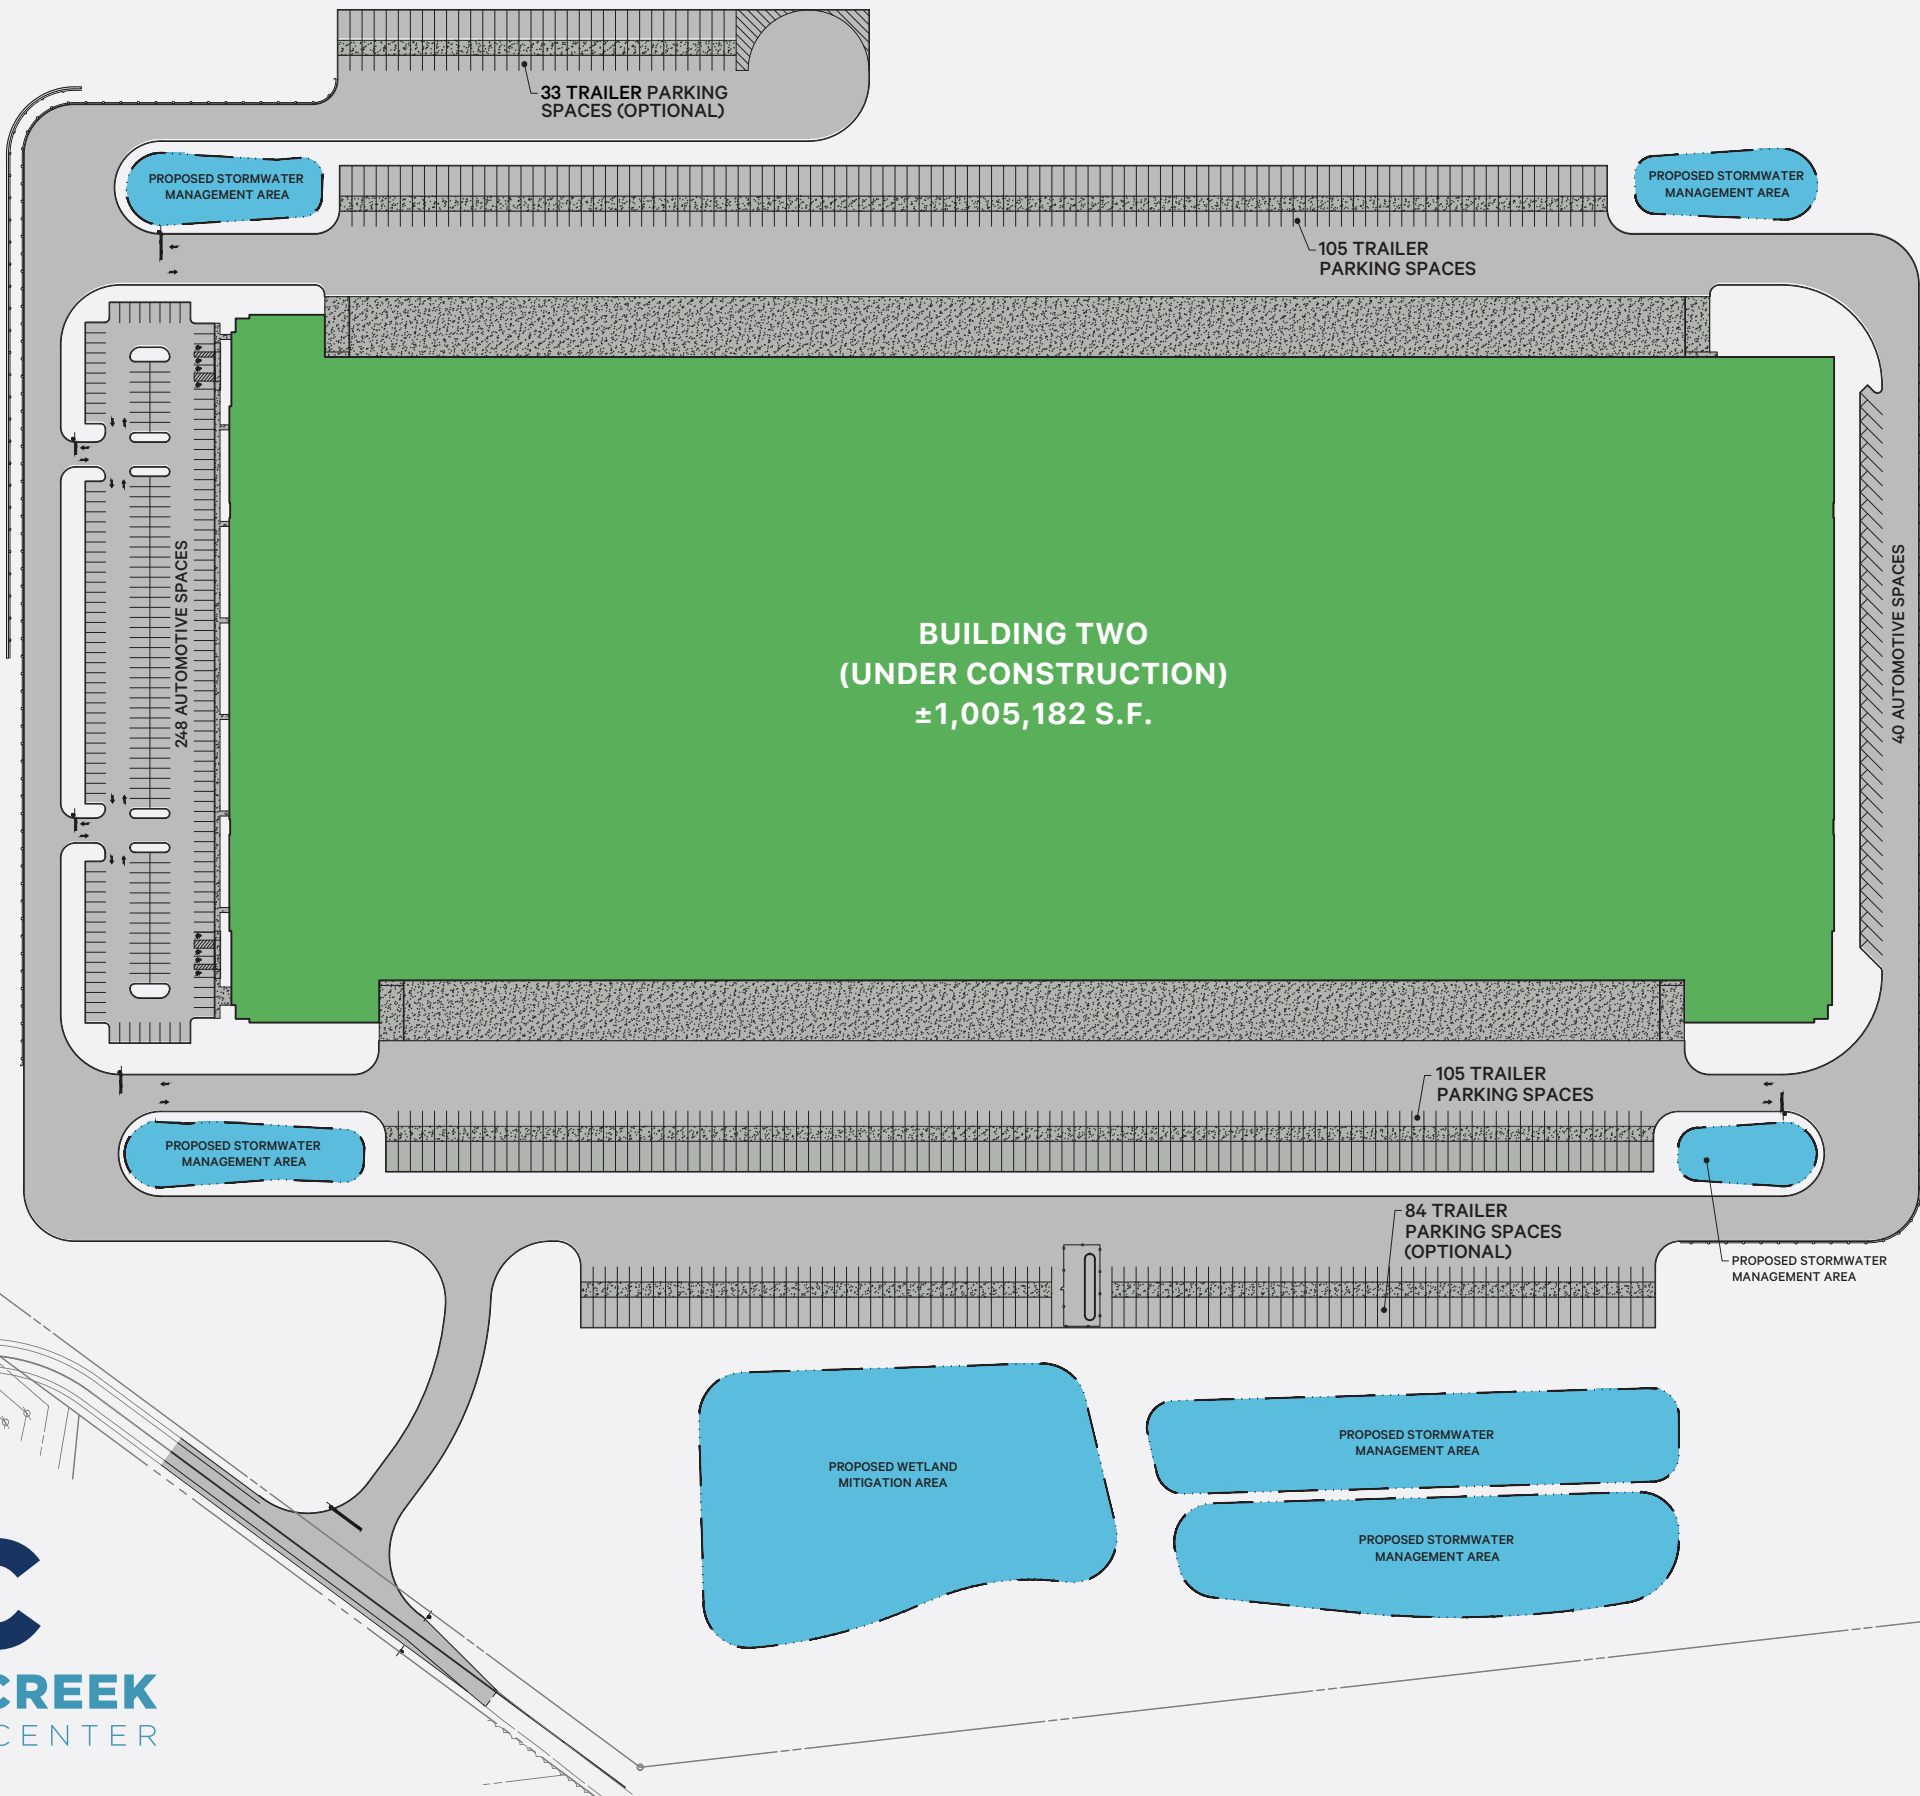 33 TRAILER PARKING
SPACES (OPTIONAL)
PROPOSED STORMWATER
MANAGEMENT AREA
PROPOSED STORMWATER
MANAGEMENT AREA
105 TRAILER
PARKING SPACES
248 AUTOMOTIVE SPACES
BUILDING TWO
(UNDER CONSTRUCTION)
±1,005,182 S.F.
40 AUTOMOTIVE SPACES
105 TRAILER
PARKING SPACES
PROPOSED STORMWATER
MANAGEMENT AREA
84 TRAILER
PARKING SPACES
(OPTIONAL)
PROPOSED STORMWATER
MANAGEMENT AREA
PROPOSED WETLAND
MITIGATION AREA
PROPOSED STORMWATER
MANAGEMENT AREA
PROPOSED STORMWATER
MANAGEMENT AREA
C
CREEK
CENTER